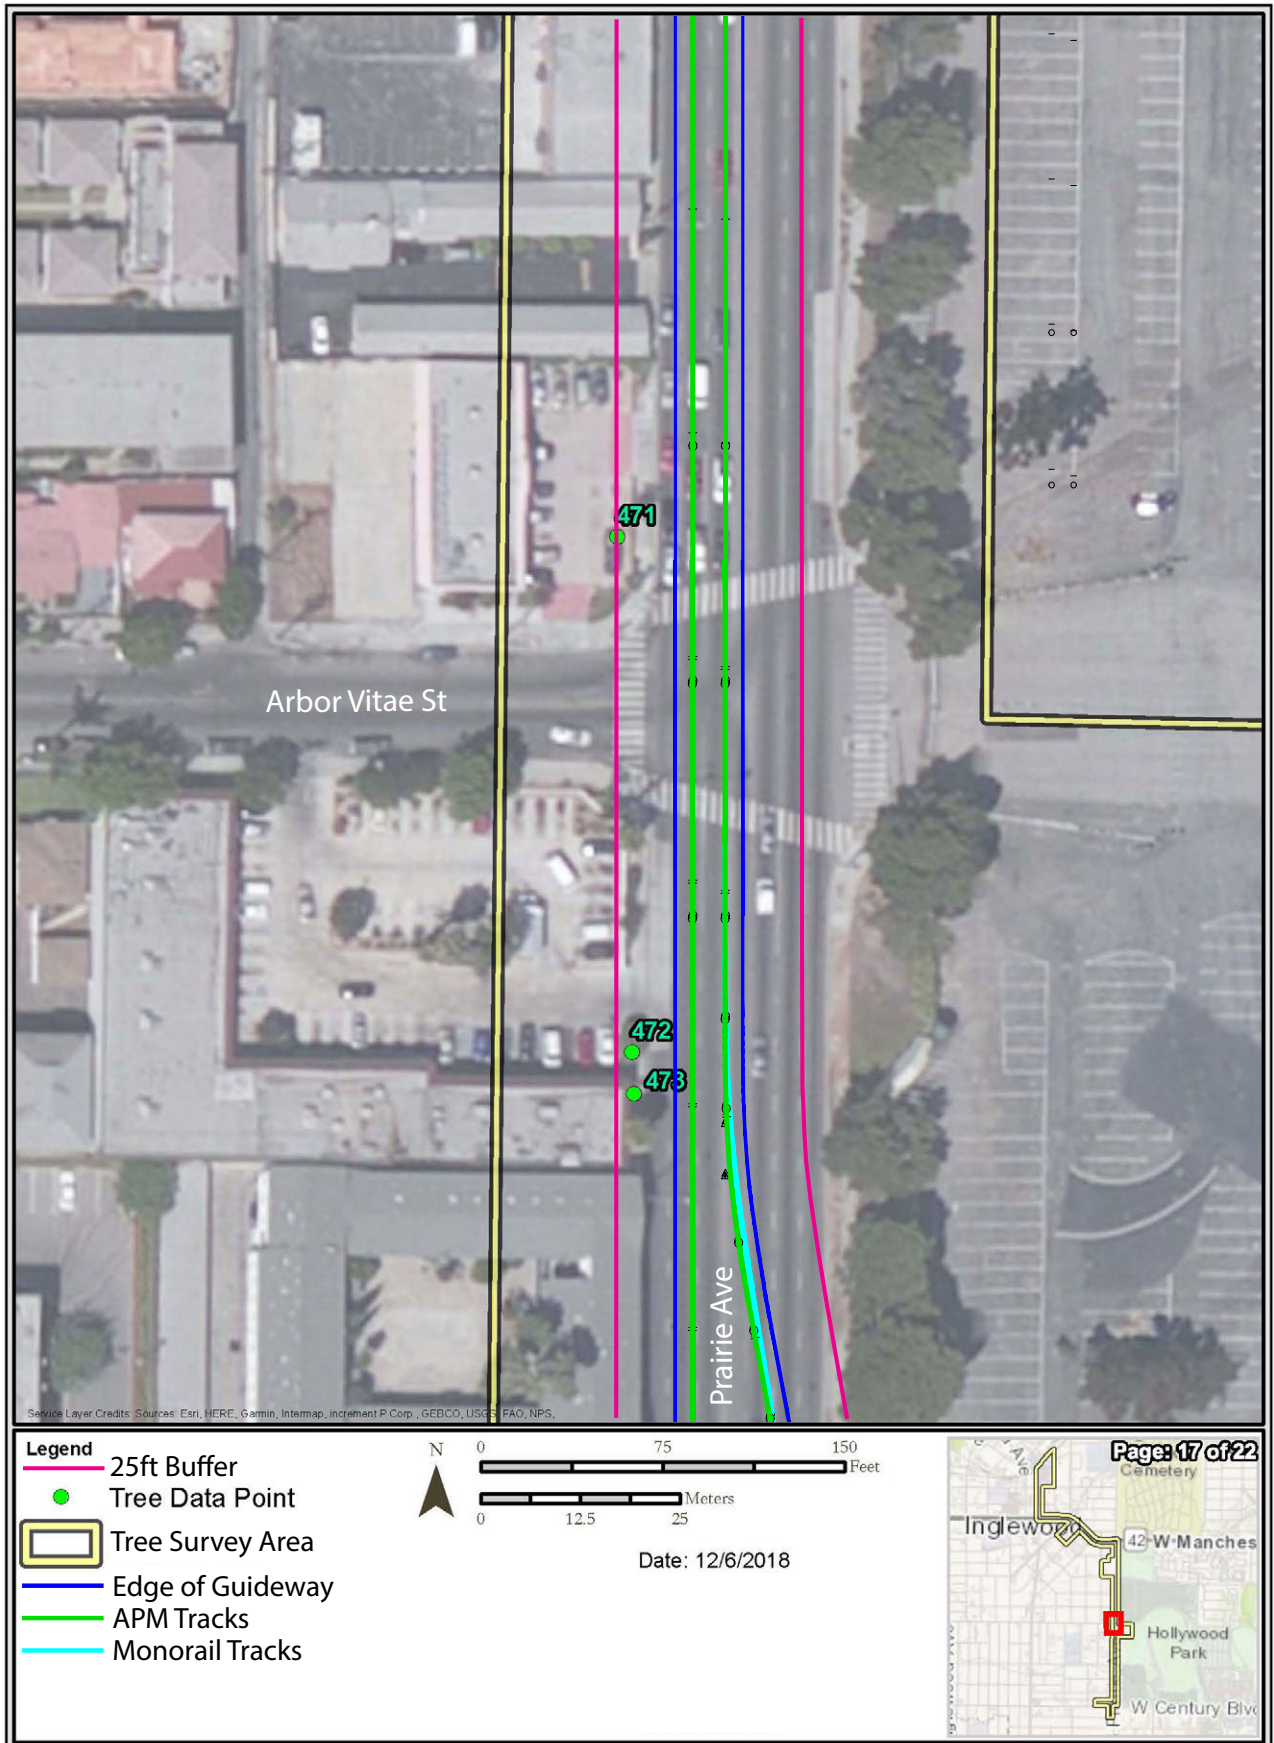 471
Arbor Vitae St
472
473
Prairie Ave
Service Layer Credits: Sources: Esri, HERE, Garmin, Intermap, increment P Corp., GEBCO, USGS, FAO, NPS,
Legend
25ft Buffer
Tree Data Point
Tree Survey Area
Edge of Guideway
APM Tracks
Monorail Tracks
N
0 75 150
Feet
Meters
0 12.5 25
Date: 12/6/2018
Page: 17 of 22
Ave
Cemetery
Inglewood
42 W Manches
Hollywood
Park
W Century Blv